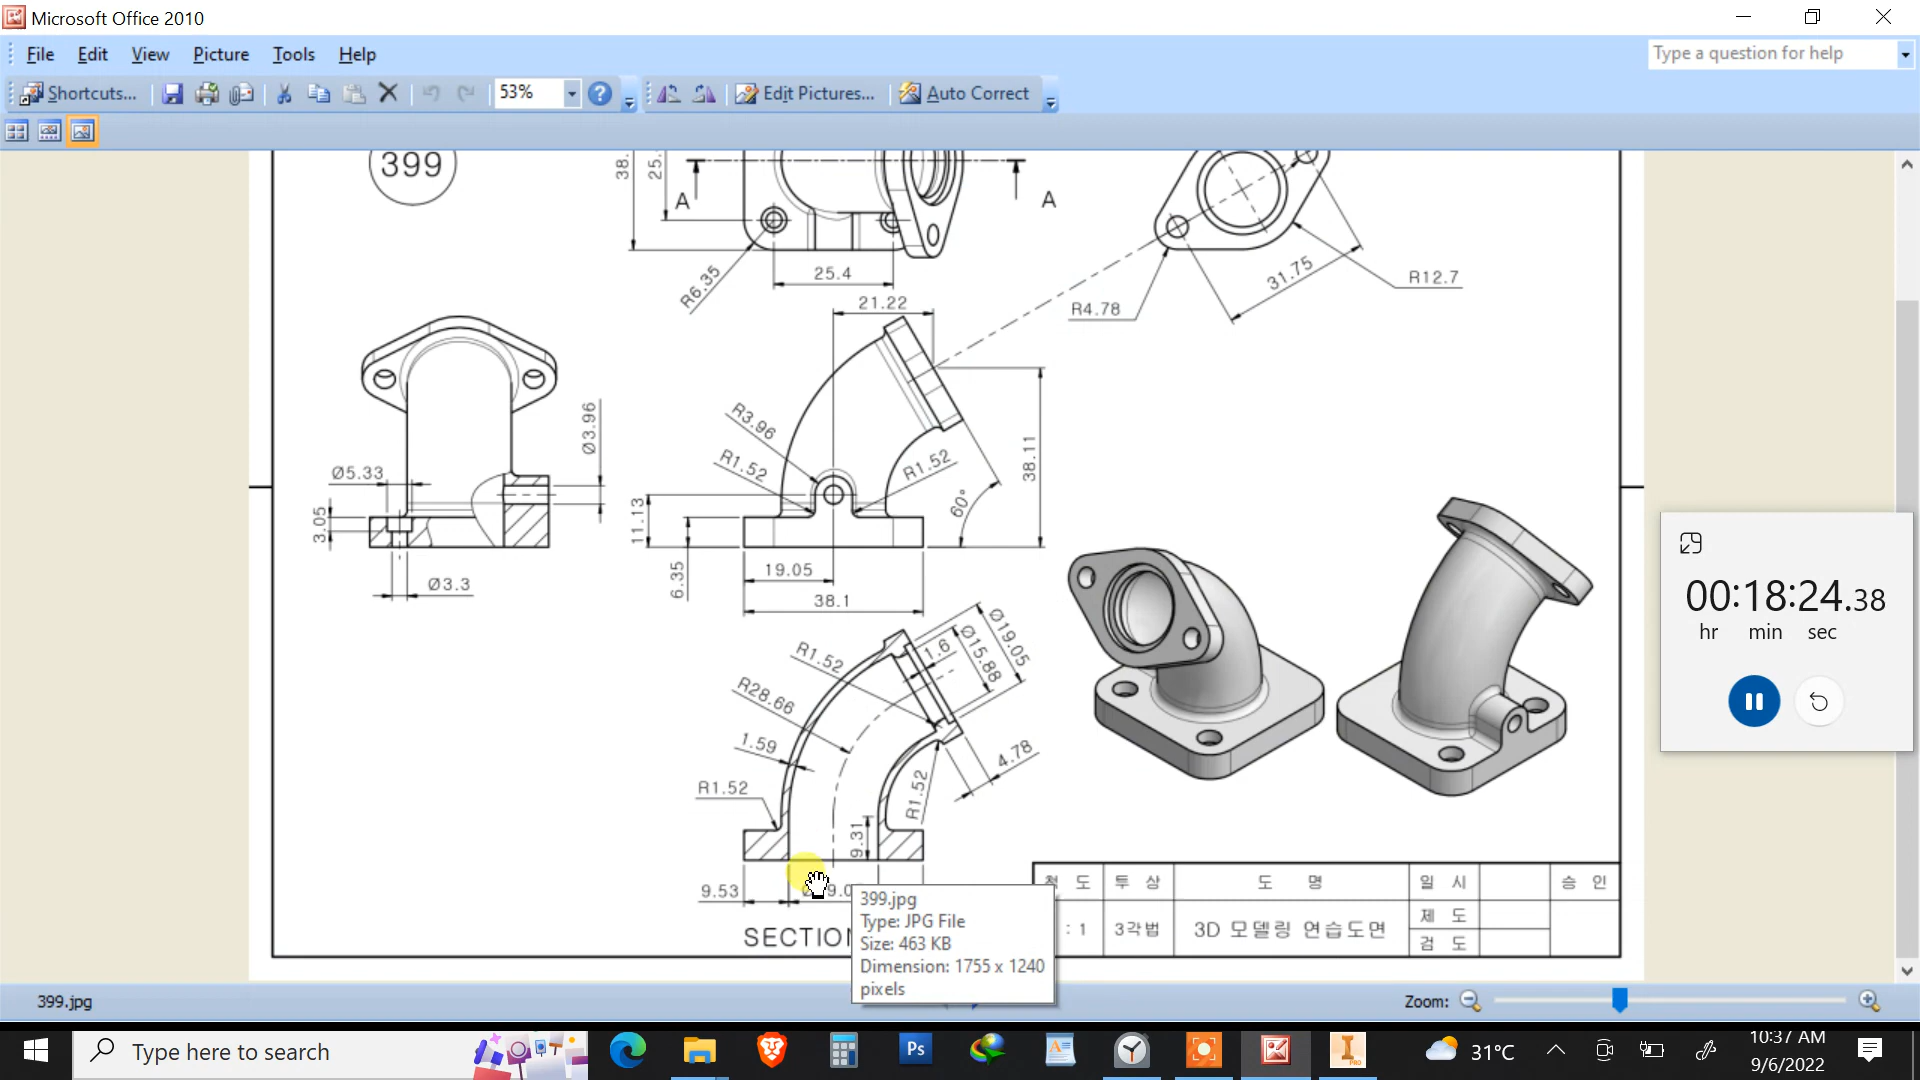 Microsoft Office 2010
File Edit View Picture Tools Help
Type a question for help
Shortcuts... 53% Edit Pictures... Auto Correct
399
38.
25.
A
A
R6.35
25.4
31.75
R12.7
R4.78
21.22
Ø3.96
R3.96
R1.52
R1.52
38.11
60°
Ø5.33
3.05
11.13
6.35
19.05
38.1
Ø3.3
00:18:24.38
hr min sec
R1.52
1.6
Ø15.88
Ø19.05
R28.66
1.59
4.78
R1.52
R1.52
9.31
9.53
SECTION
399.jpg
Type: JPG File
Size: 463 KB
Dimension: 1755 x 1240
pixels
척 도 투 상 도 명 일 시 승 인
: 1 3각법 3D 모델링 연습도면 제 도
검 도
399.jpg
Zoom:
Type here to search
Ps
PRO
31°C
10:37 AM
9/6/2022